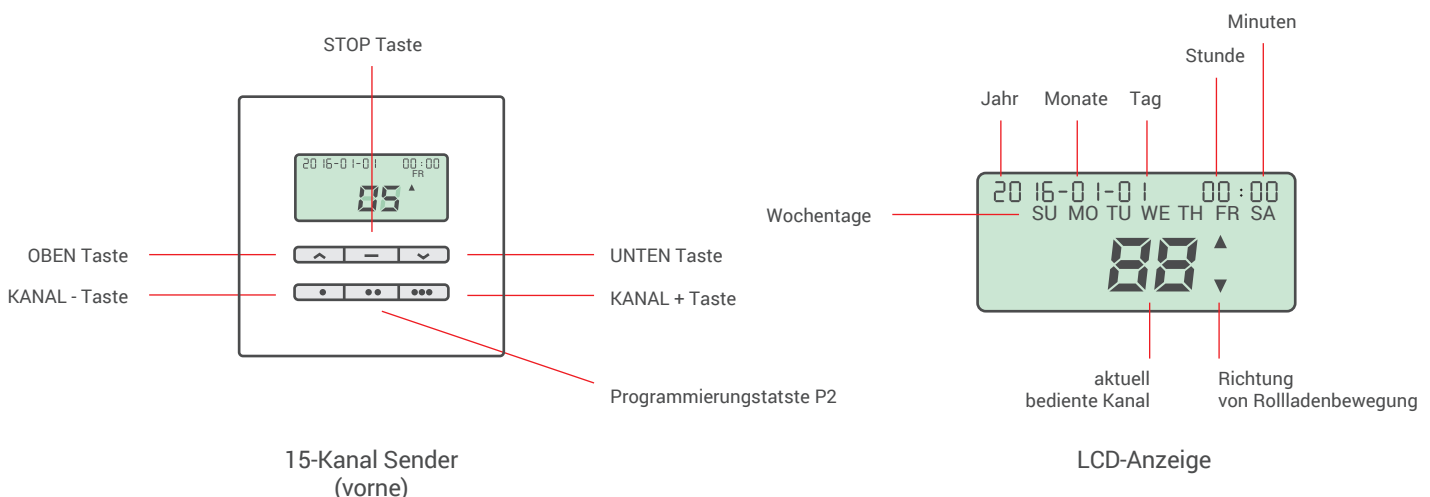 STOP Taste
2016-01-01 00:00
FR
05
OBEN Taste
UNTEN Taste
KANAL - Taste
KANAL + Taste
Programmierungstatste P2
15-Kanal Sender
(vorne)
Minuten
Stunde
Jahr Monate Tag
2016-01-01 00:00
SU MO TU WE TH FR SA
Wochentage
88
aktuell
bediente Kanal
Richtung
von Rollladenbewegung
LCD-Anzeige